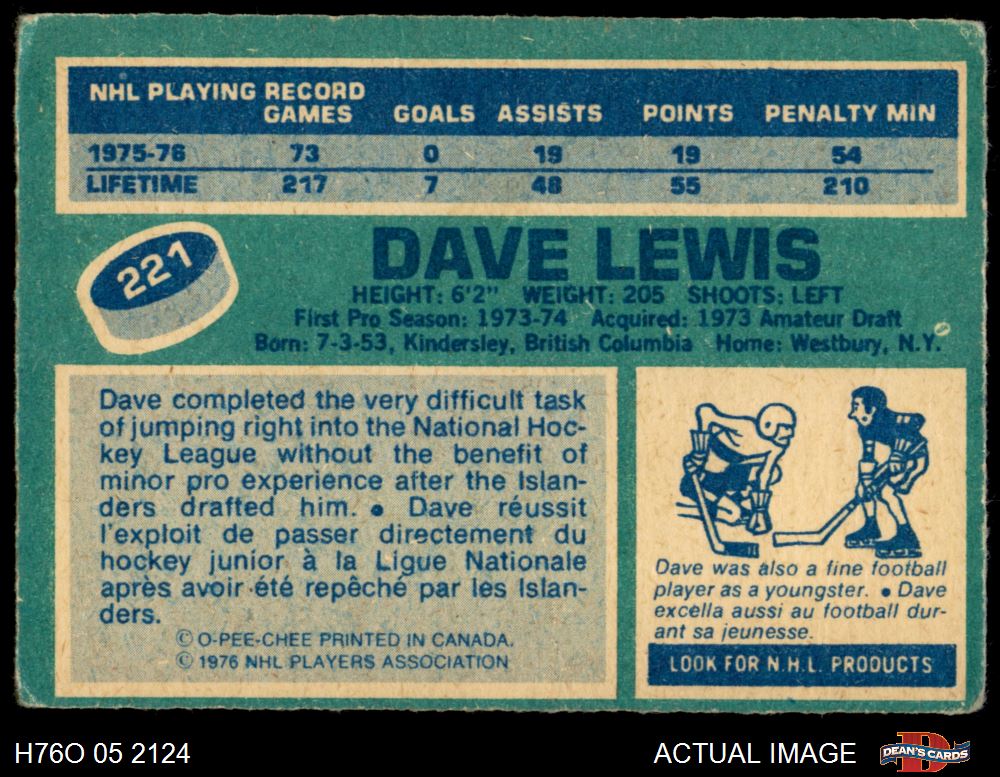 NHL PLAYING RECORD
GAMES GOALS ASSISTS POINTS PENALTY MIN
1975-76 73 0 19 19 54
LIFETIME 217 7 48 55 210
221
DAVE LEWIS
HEIGHT: 6'2" WEIGHT: 205 SHOOTS: LEFT
First Pro Season: 1973-74 Acquired: 1973 Amateur Draft
Born: 7-3-53, Kindersley, British Columbia Home: Westbury, N.Y.
Dave completed the very difficult task
of jumping right into the National Hoc-
key League without the benefit of
minor pro experience after the Islan-
ders drafted him. • Dave réussit
l'exploit de passer directement du
hockey junior à la Ligue Nationale
après avoir été repêché par les Islan-
ders.
© O-PEE-CHEE PRINTED IN CANADA.
© 1976 NHL PLAYERS ASSOCIATION
Dave was also a fine football
player as a youngster. • Dave
excella aussi au football dur-
ant sa jeunesse.
LOOK FOR N.H.L. PRODUCTS
H76O 05 2124
ACTUAL IMAGE
DEAN'S CARDS